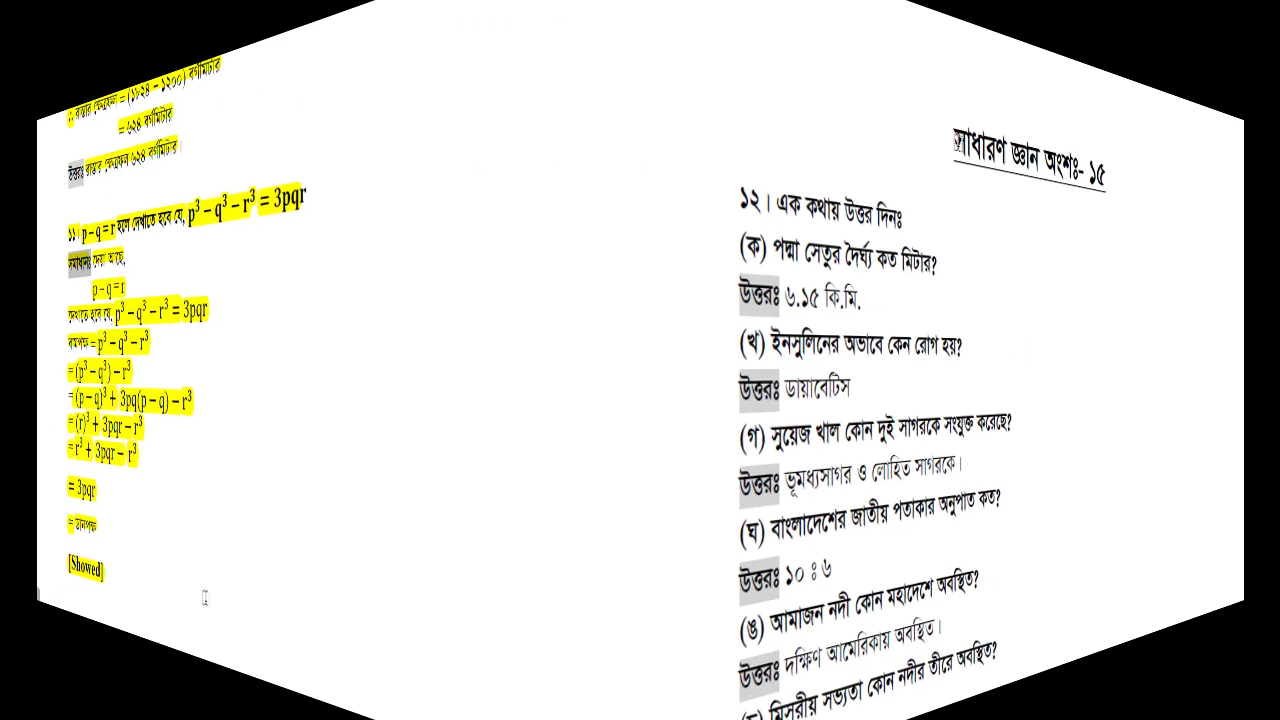 ∴ রাস্তার ক্ষেত্রফল = (১৮২৪ – ১২০০) বর্গমিটার
= ৬২৪ বর্গমিটার
উত্তরঃ রাস্তার ক্ষেত্রফল ৬২৪ বর্গমিটার।
১১। p – q = r হলে দেখাতে হবে যে, p³ – q³ – r³ = 3pqr
সমাধানঃ দেয়া আছে,
p – q = r
দেখাতে হবে যে, p³ – q³ – r³ = 3pqr
বামপক্ষ = p³ – q³ – r³
= (p³ – q³) – r³
= (p – q)³ + 3pq(p – q) – r³
= (r)³ + 3pqr – r³
= r³ + 3pqr – r³
= 3pqr
= ডানপক্ষ
[Showed]
সাধারণ জ্ঞান অংশঃ- ১৫
১২। এক কথায় উত্তর দিনঃ
(ক) পদ্মা সেতুর দৈর্ঘ্য কত মিটার?
উত্তরঃ ৬.১৫ কি.মি.
(খ) ইনসুলিনের অভাবে কেন রোগ হয়?
উত্তরঃ ডায়াবেটিস
(গ) সুয়েজ খাল কোন দুই সাগরকে সংযুক্ত করেছে?
উত্তরঃ ভূমধ্যসাগর ও লোহিত সাগরকে।
(ঘ) বাংলাদেশের জাতীয় পতাকার অনুপাত কত?
উত্তরঃ ১০ ঃ ৬
(ঙ) আমাজন নদী কোন মহাদেশে অবস্থিত?
উত্তরঃ দক্ষিণ আমেরিকায় অবস্থিত।
(চ) মিসরীয় সভ্যতা কোন নদীর তীরে অবস্থিত?